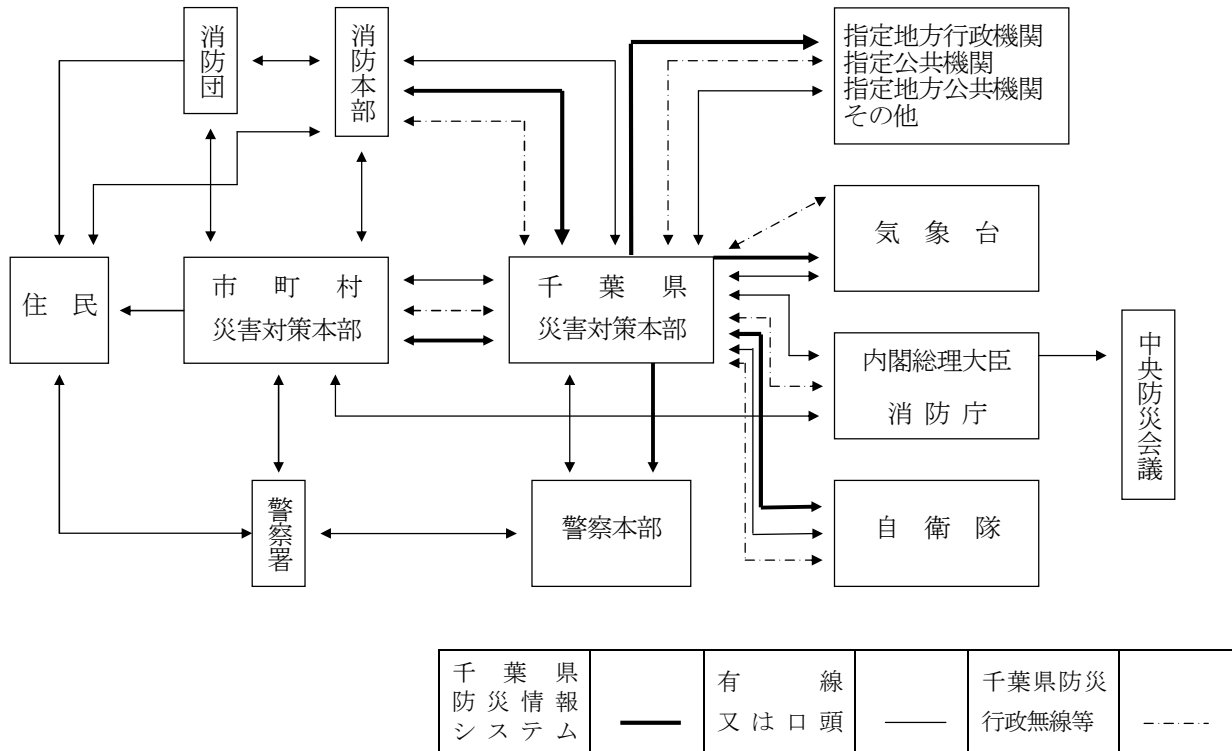 消防団
消防本部
指定地方行政機関
指定公共機関
指定地方公共機関
その他
気象台
住民
市町村
災害対策本部
千葉県
災害対策本部
内閣総理大臣
消防庁
中央防災会議
警察署
警察本部
自衛隊
千葉県
防災情報
システム
有線
又は口頭
千葉県防災
行政無線等